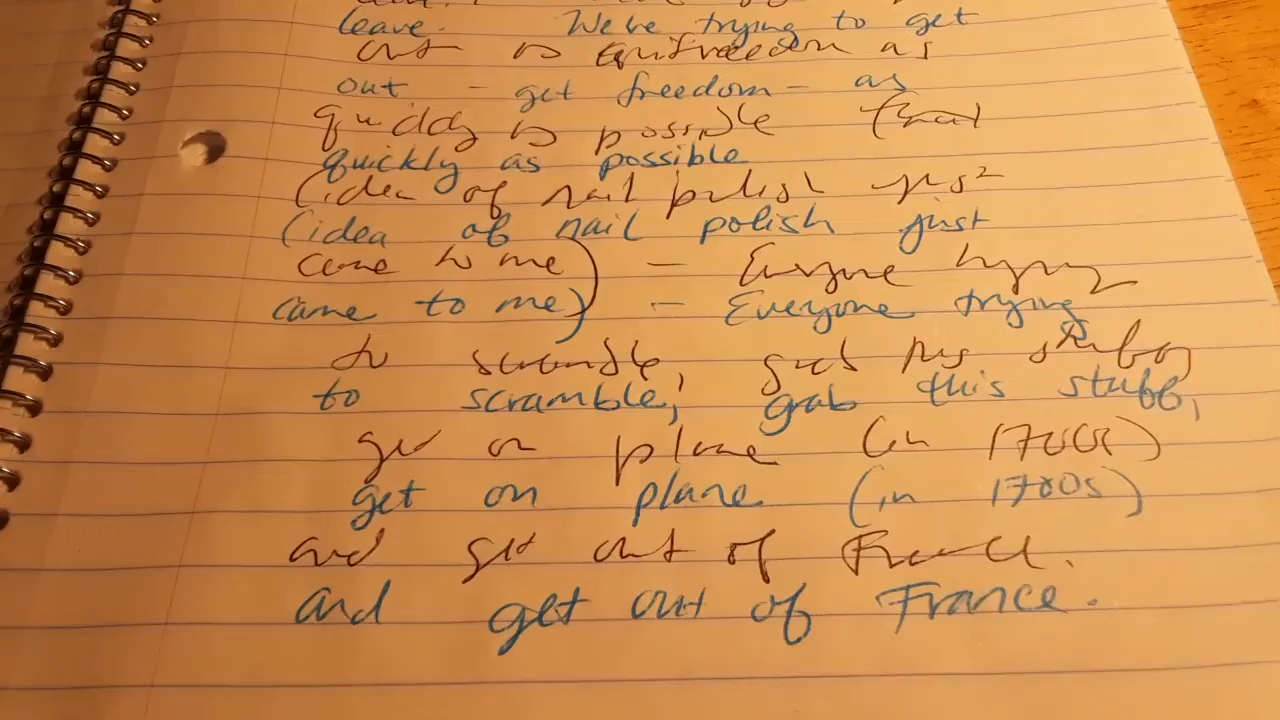 leave. We're trying to get
out as
out - get freedom - as
quickly as possible
quickly as possible
(idea of nail polish just
(idea of nail polish just
came to me) - Everyone trying
came to me) - Everyone trying
to scramble, grab this stuff,
to scramble, grab this stuff,
get on plane (in 1700s)
get on plane (in 1700s)
and get out of France.
and get out of France.